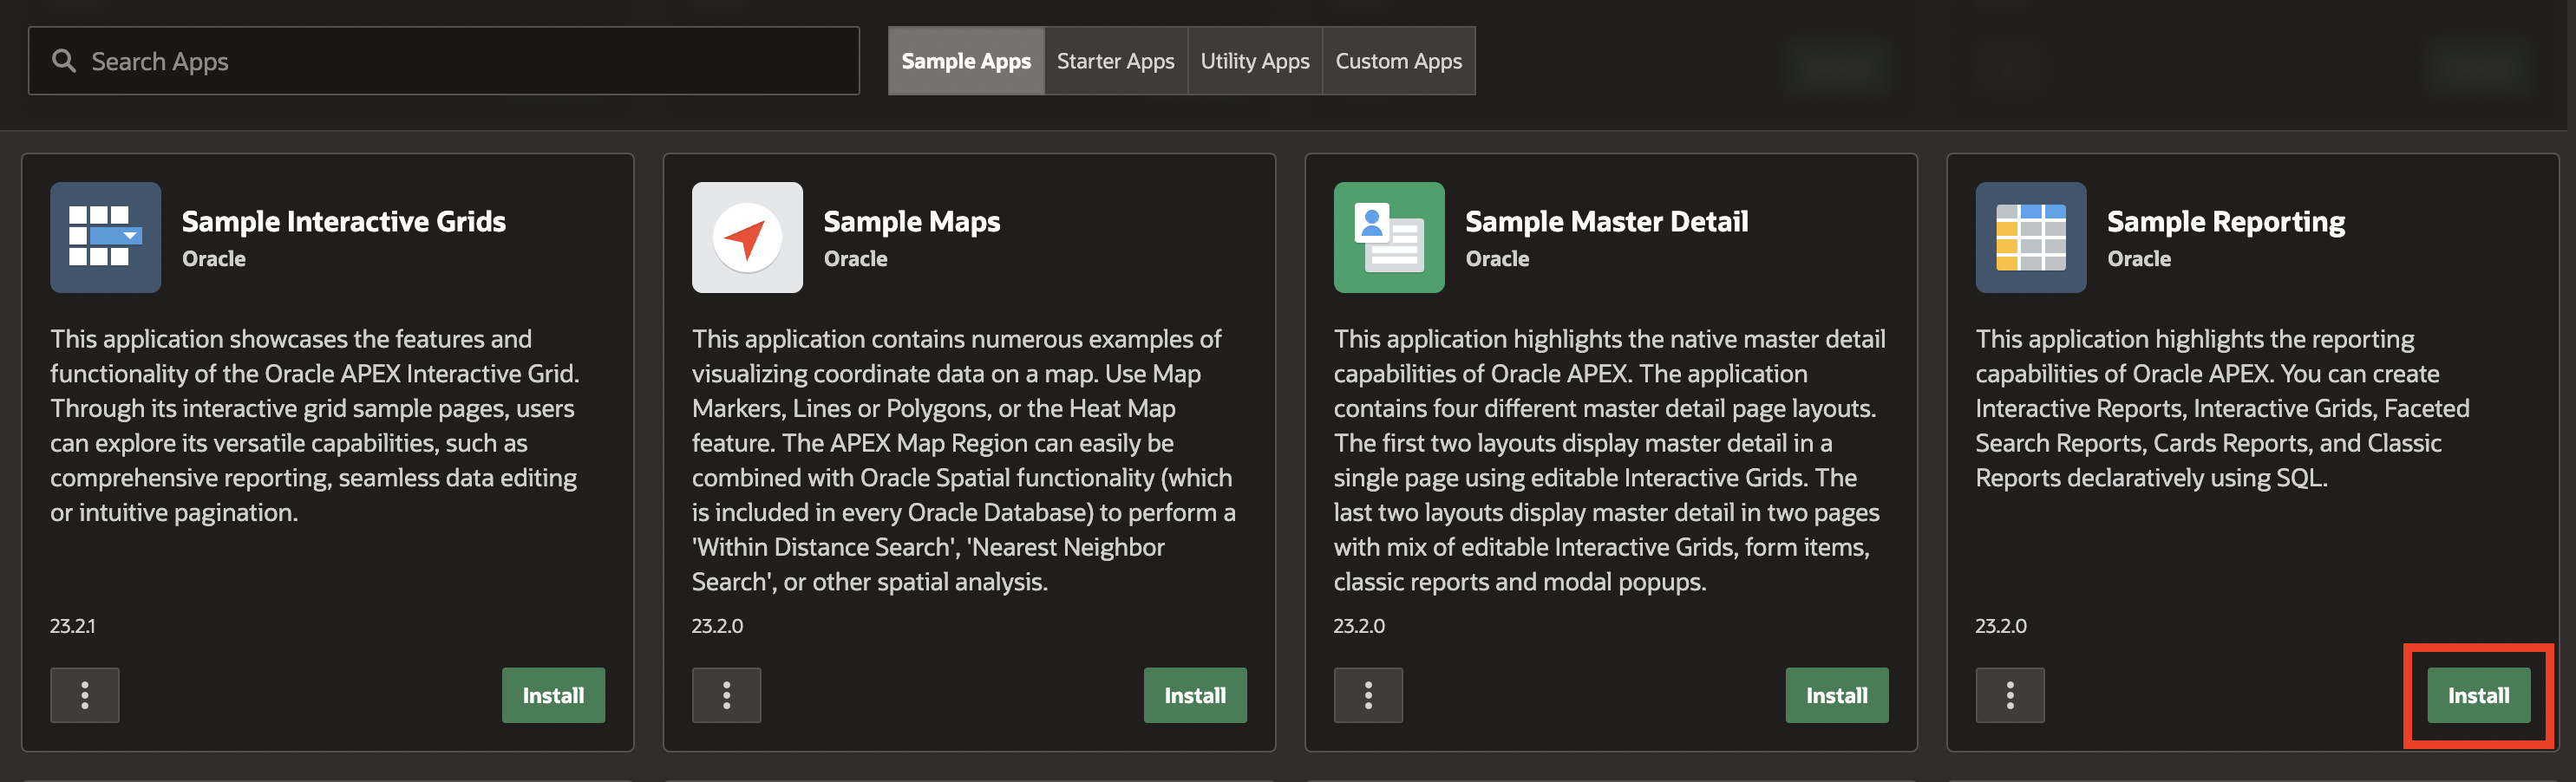 Search Apps
Sample Apps
Starter Apps
Utility Apps
Custom Apps
Sample Interactive Grids
Oracle
This application showcases the features and
functionality of the Oracle APEX Interactive Grid.
Through its interactive grid sample pages, users
can explore its versatile capabilities, such as
comprehensive reporting, seamless data editing
or intuitive pagination.
23.2.1
Install
Sample Maps
Oracle
This application contains numerous examples of
visualizing coordinate data on a map. Use Map
Markers, Lines or Polygons, or the Heat Map
feature. The APEX Map Region can easily be
combined with Oracle Spatial functionality (which
is included in every Oracle Database) to perform a
'Within Distance Search', 'Nearest Neighbor
Search', or other spatial analysis.
23.2.0
Install
Sample Master Detail
Oracle
This application highlights the native master detail
capabilities of Oracle APEX. The application
contains four different master detail page layouts.
The first two layouts display master detail in a
single page using editable Interactive Grids. The
last two layouts display master detail in two pages
with mix of editable Interactive Grids, form items,
classic reports and modal popups.
23.2.0
Install
Sample Reporting
Oracle
This application highlights the reporting
capabilities of Oracle APEX. You can create
Interactive Reports, Interactive Grids, Faceted
Search Reports, Cards Reports, and Classic
Reports declaratively using SQL.
23.2.0
Install